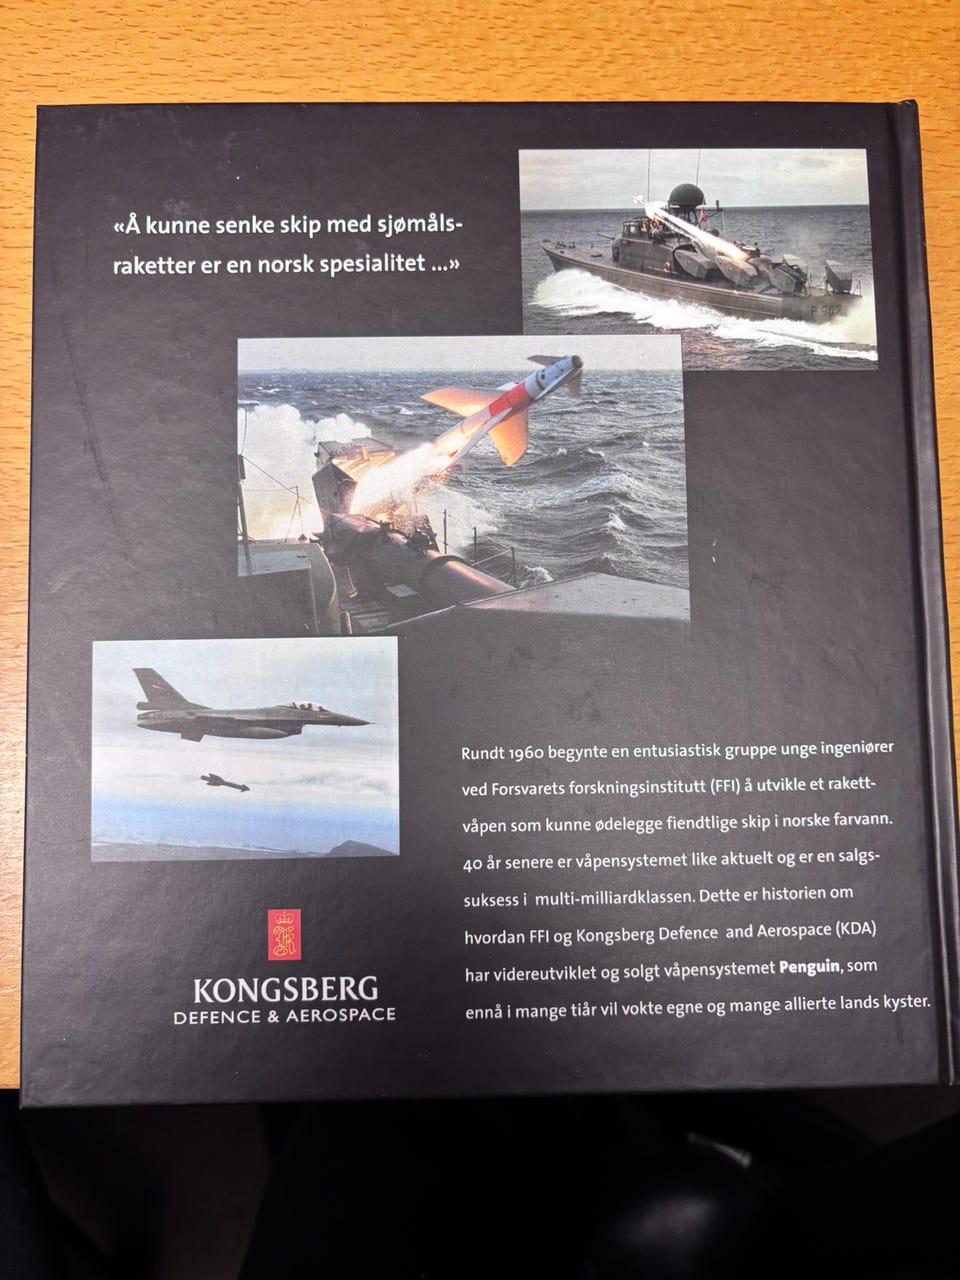 «Å kunne senke skip med sjømåls-
raketter er en norsk spesialitet ...»
P 967
Rundt 1960 begynte en entusiastisk gruppe unge ingeniører
ved Forsvarets forskningsinstitutt (FFI) å utvikle et rakett-
våpen som kunne ødelegge fiendtlige skip i norske farvann.
40 år senere er våpensystemet like aktuelt og er en salgs-
suksess i multi-milliardklassen. Dette er historien om
hvordan FFI og Kongsberg Defence and Aerospace (KDA)
har videreutviklet og solgt våpensystemet Penguin, som
ennå i mange tiår vil vokte egne og mange allierte lands kyster.
KONGSBERG
DEFENCE & AEROSPACE